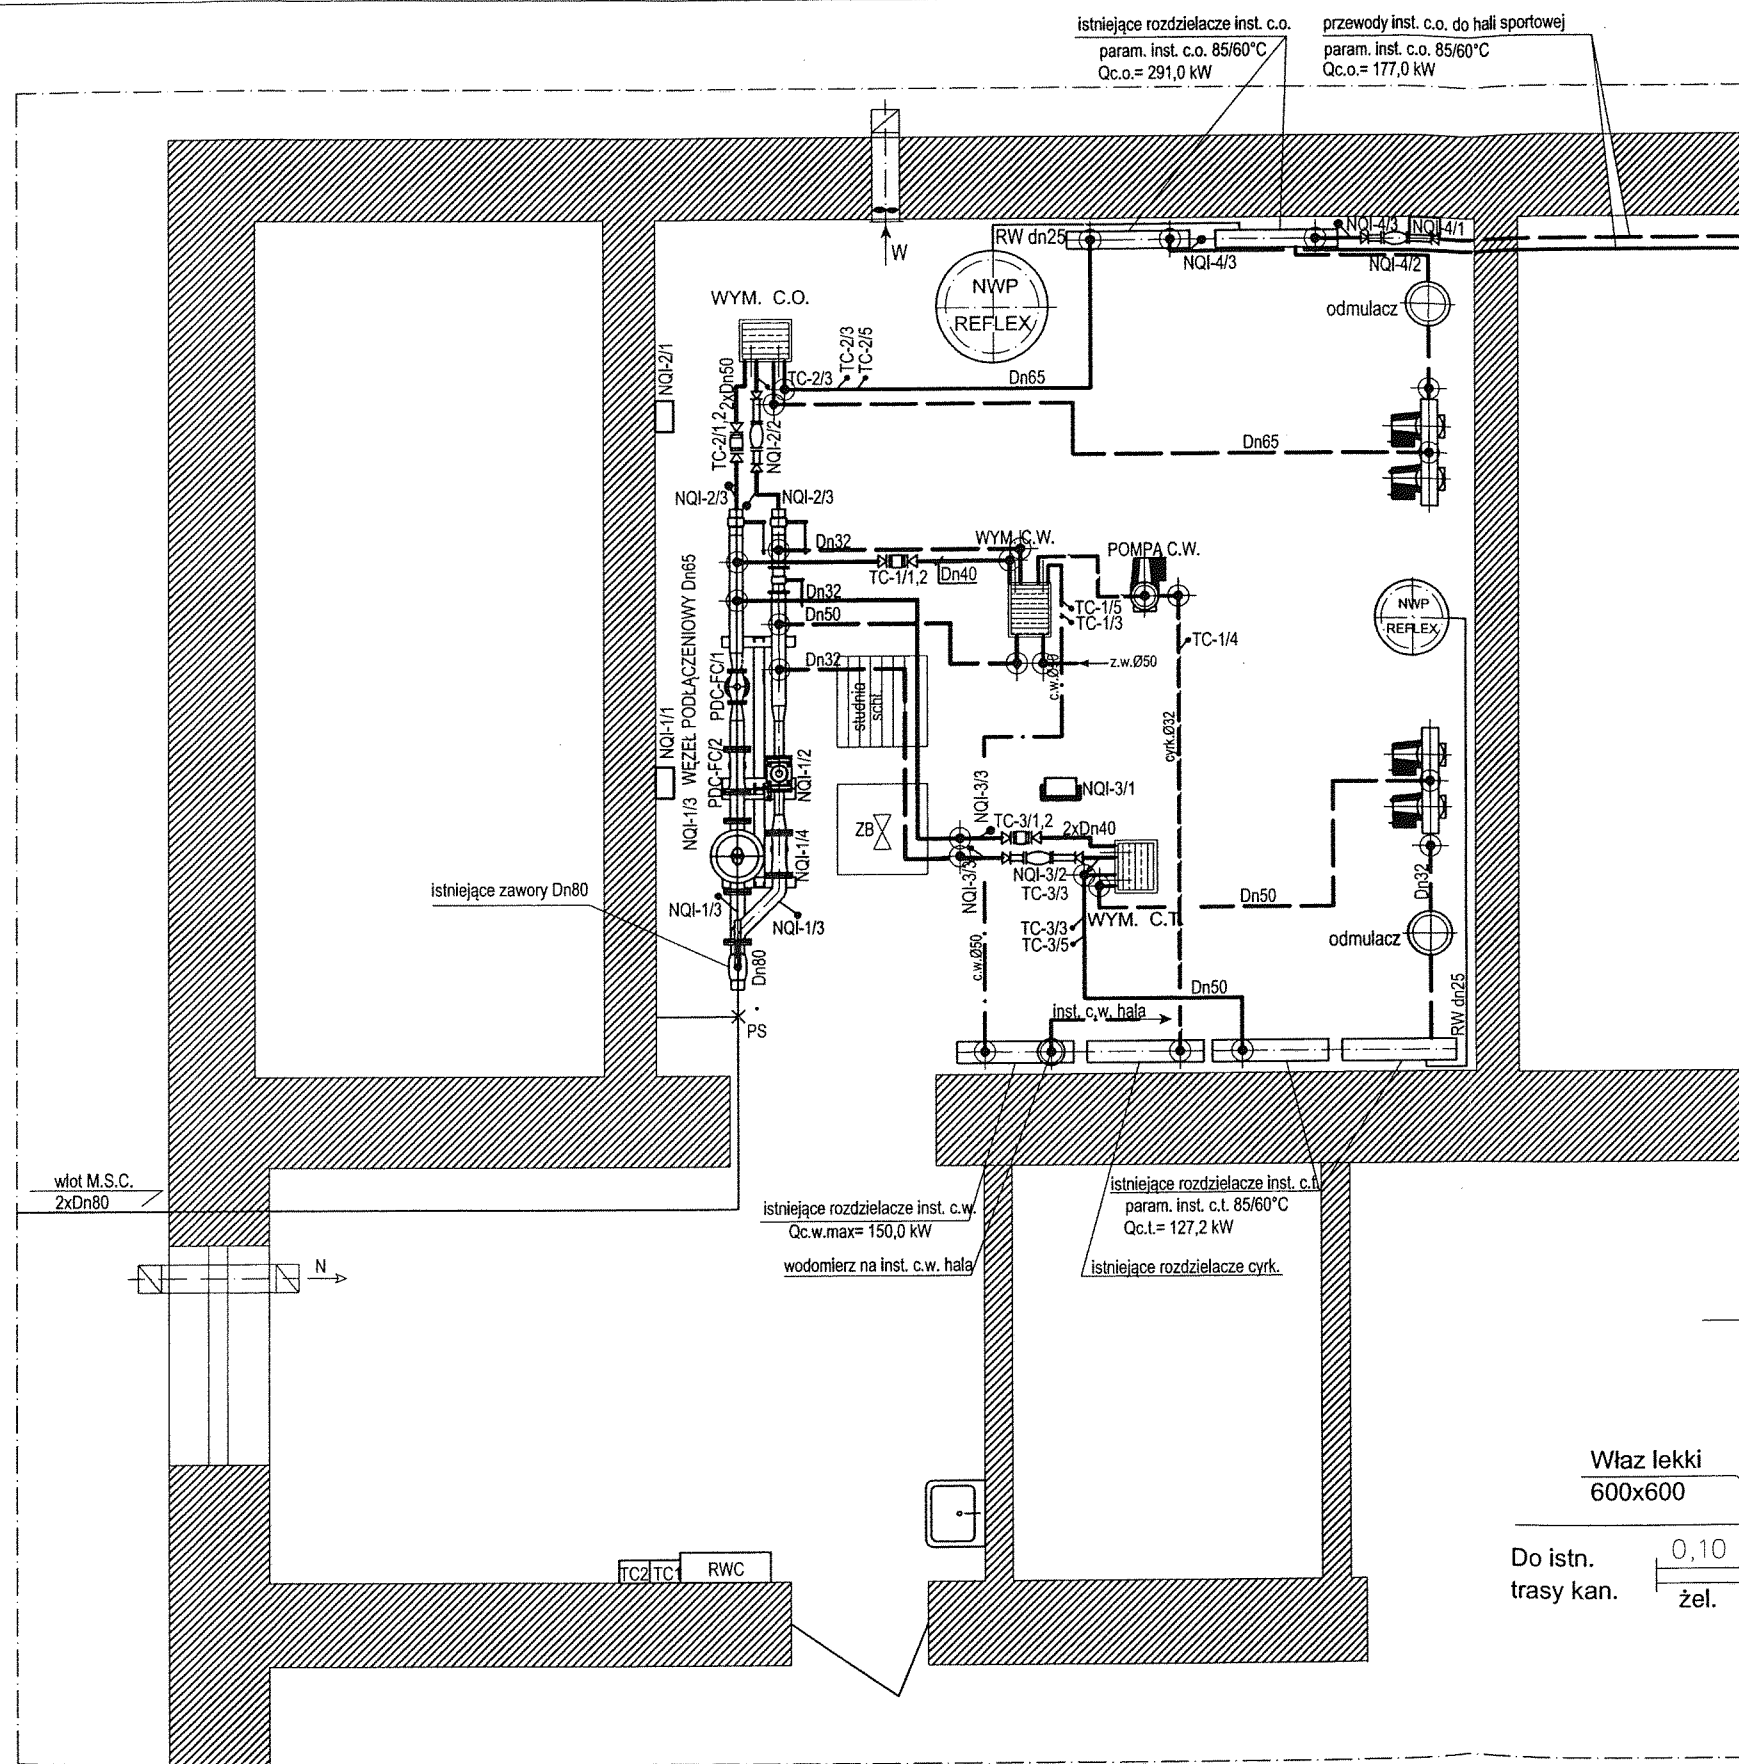 istniejące rozdzielacze inst. c.o.
param. inst. c.o. 85/60°C
Qc.o.= 291,0 kW
przewody inst. c.o. do hali sportowej
param. inst. c.o. 85/60°C
Qc.o.= 177,0 kW
W
RW dn25
NQI-4/3
NQI-4/3
NQI-4/1
NQI-4/2
NWP
REFLEX
odmulacz
WYM. C.O.
NQI-2/1
2xDn50
TC-2/1,2
NQI-2/2
TC-2/3
TC-2/3
TC-2/5
Dn65
Dn65
NQI-2/3
NQI-2/3
Dn32
TC-1/1,2
Dn40
WYM. C.W.
POMPA C.W.
Dn32
Dn50
TC-1/5
TC-1/3
TC-1/4
NWP
REFLEX
Dn32
z.w.Ø50
c.w.Ø50
cyrk.Ø32
studnia
schł.
WĘZEŁ PODŁĄCZENIOWY Dn65
PDC-FC/1
PDC-FC/2
NQI-1/1
NQI-1/2
NQI-1/3
NQI-1/4
ZB
NQI-3/3
NQI-3/1
TC-3/1,2
2xDn40
NQI-3/2
TC-3/3
NQI-3/3
WYM. C.T.
TC-3/3
TC-3/5
Dn50
Dn32
odmulacz
istniejące zawory Dn80
NQI-1/3
NQI-1/3
Dn80
c.w.Ø50
Dn50
RW dn25
inst. c.w. hala
PS
wlot M.S.C.
2xDn80
istniejące rozdzielacze inst. c.w.
Qc.w.max= 150,0 kW
wodomierz na inst. c.w. hala
istniejące rozdzielacze inst. c.t.
param. inst. c.t. 85/60°C
Qc.t.= 127,2 kW
istniejące rozdzielacze cyrk.
N
Właz lekki
600x600
Do istn.
trasy kan.
0,10
żel.
TC2
TC1
RWC